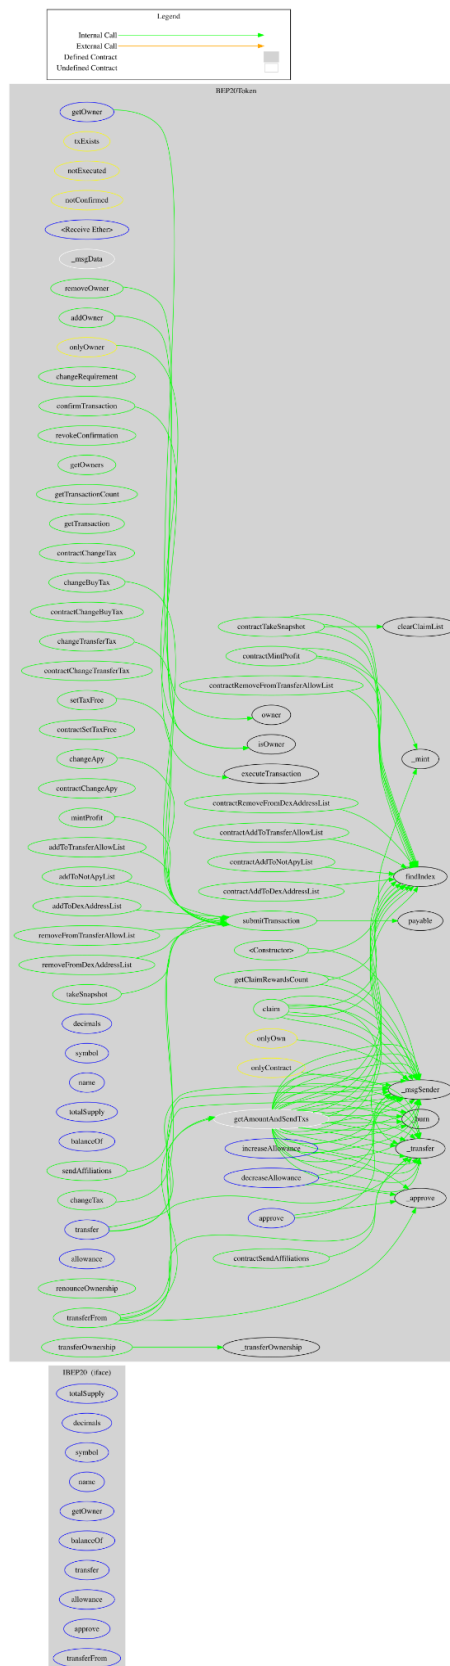 Legend
Internal Call
External Call
Defined Contract
Undefined Contract
BEP20Token
getOwner
txExists
notExecuted
notConfirmed
<Receive Ether>
_msgData
removeOwner
addOwner
onlyOwner
changeRequirement
confirmTransaction
revokeConfirmation
getOwners
getTransactionCount
getTransaction
contractChangeTax
changeBuyTax
contractChangeBuyTax
changeTransferTax
contractChangeTransferTax
setTaxFree
contractSetTaxFree
changeApy
contractChangeApy
mintProfit
addToTransferAllowList
addToNotApyList
addToDexAddressList
removeFromTransferAllowList
removeFromDexAddressList
takeSnapshot
decimals
symbol
name
totalSupply
balanceOf
sendAffiliations
changeTax
transfer
allowance
renounceOwnership
transferFrom
transferOwnership
contractTakeSnapshot
contractMintProfit
contractRemoveFromTransferAllowList
owner
isOwner
executeTransaction
contractRemoveFromDexAddressList
contractAddToTransferAllowList
contractAddToNotApyList
contractAddToDexAddressList
submitTransaction
<Constructor>
getClaimRewardsCount
claim
onlyOwn
onlyContract
getAmountAndSendTxs
increaseAllowance
decreaseAllowance
approve
contractSendAffiliations
_transferOwnership
clearClaimList
_mint
findIndex
payable
_msgSender
_burn
_transfer
_approve
IBEP20 (iface)
totalSupply
decimals
symbol
name
getOwner
balanceOf
transfer
allowance
approve
transferFrom